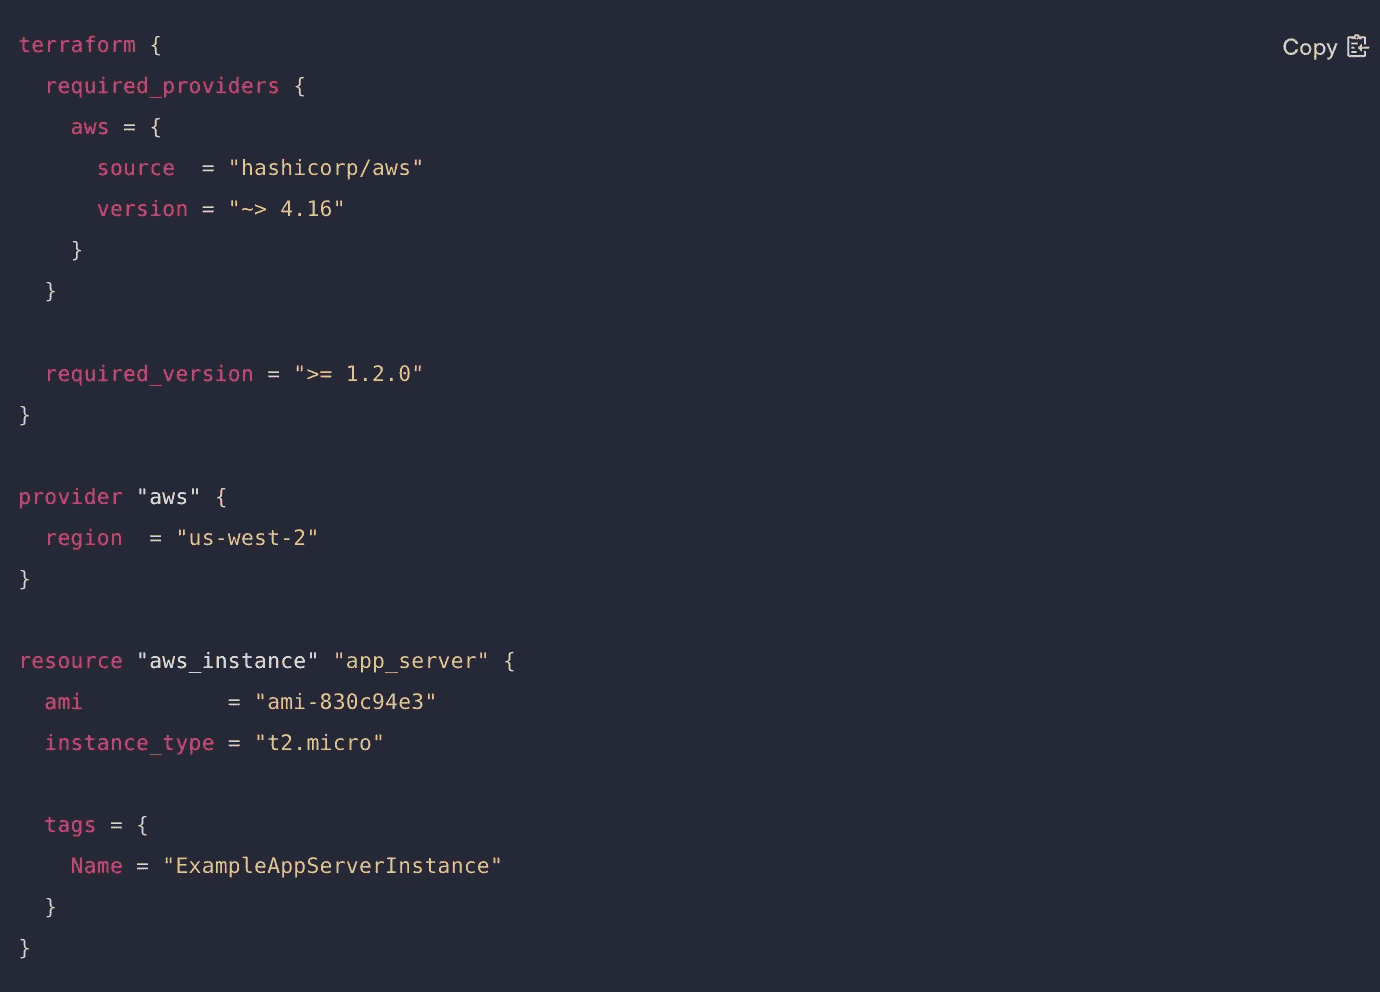 terraform {
Copy
  required_providers {
    aws = {
      source  = "hashicorp/aws"
      version = "~> 4.16"
    }
  }

  required_version = ">= 1.2.0"
}

provider "aws" {
  region  = "us-west-2"
}

resource "aws_instance" "app_server" {
  ami           = "ami-830c94e3"
  instance_type = "t2.micro"

  tags = {
    Name = "ExampleAppServerInstance"
  }
}